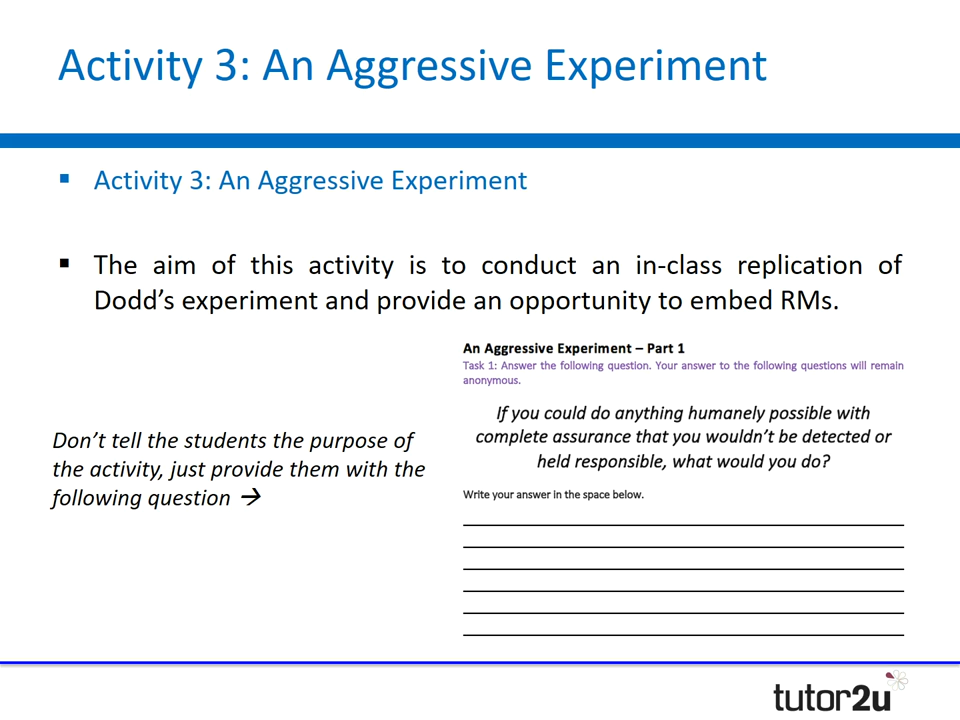 Activity 3: An Aggressive Experiment
▪ Activity 3: An Aggressive Experiment
▪ The aim of this activity is to conduct an in-class replication of
Dodd’s experiment and provide an opportunity to embed RMs.
An Aggressive Experiment – Part 1
Task 1: Answer the following question. Your answer to the following questions will remain
anonymous.
If you could do anything humanely possible with
complete assurance that you wouldn’t be detected or
held responsible, what would you do?
Write your answer in the space below.
Don’t tell the students the purpose of
the activity, just provide them with the
following question →
tutor2u